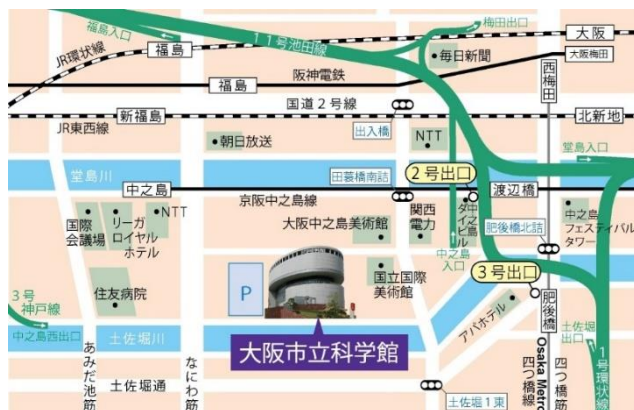 福島入口
11号池田線
梅田出口
大阪
JR環状線
福島
毎日新聞
大阪梅田
阪神電鉄
福島
西梅田
国道2号線
新福島
北新地
JR東西線
出入橋
朝日放送
NTT
堂島入口
堂島川
田蓑橋南詰
2号出口
中之島
渡辺橋
京阪中之島線
国際
会議場
リーガ
ロイヤル
ホテル
NTT
大阪中之島美術館
関西
電力
中之島
ダイビル
肥後橋北詰
中之島
フェスティバル
タワー
中之島
入口
P
国立国際
美術館
3号出口
3号
神戸線
住友病院
肥後橋
中之島西出口
土佐堀川
アパホテル
土佐堀
出口
大阪市立科学館
あみだ池筋
土佐堀通
なにわ筋
土佐堀1東
Osaka Metro
四つ橋線
四つ橋筋
1号環状線